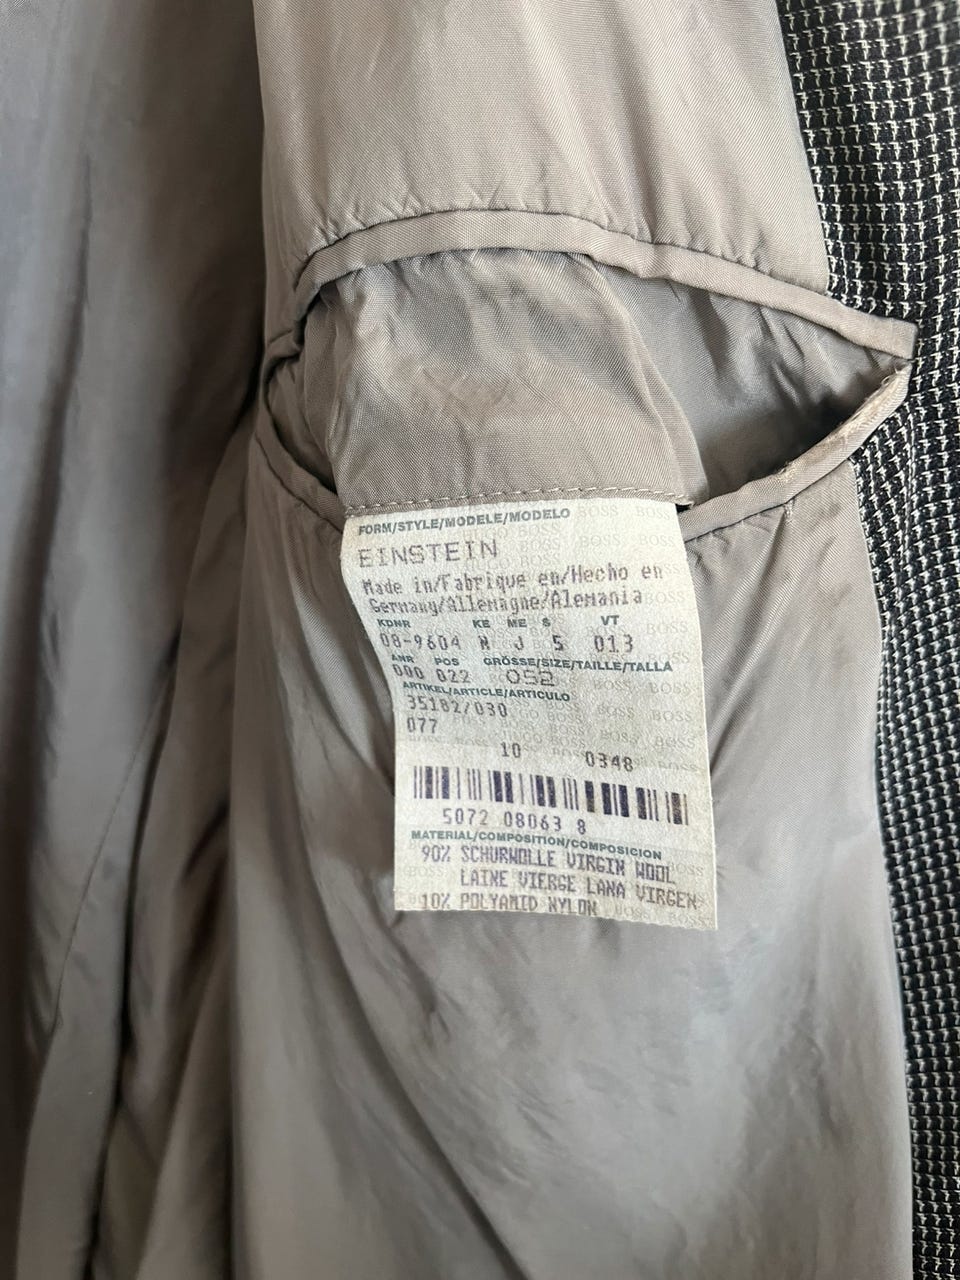 FORM/STYLE/MODELE/MODELO
EINSTEIN
Made in/Fabrique en/Hecho en
Germany/Allemagne/Alemania
KDNR KE ME S VT
08-9604 N J 5 013
ANR POS GRÖSSE/SIZE/TAILLE/TALLA
000 022 052
ARTIKEL/ARTICLE/ARTICULO
35182/030
077
10 0348
5072 08063 8
MATERIAL/COMPOSITION/COMPOSICION
90% SCHURWOLLE VIRGIN WOOL
LAINE VIERGE LANA VIRGEN
10% POLYAMID NYLON